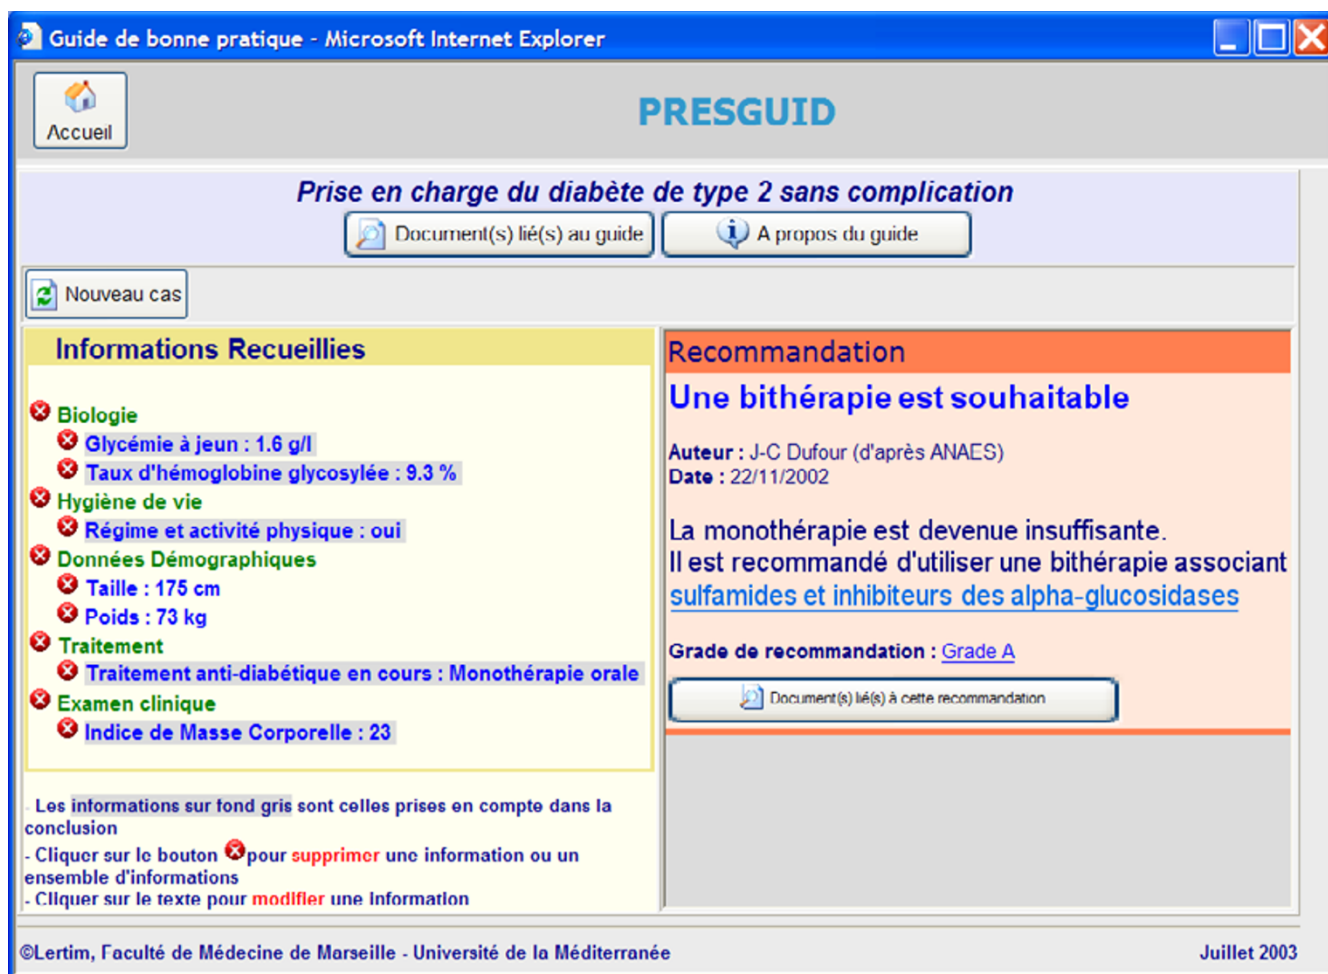 Guide de bonne pratique - Microsoft Internet Explorer
Accueil
PRESGUID
Prise en charge du diabète de type 2 sans complication
Document(s) lié(s) au guide
A propos du guide
Nouveau cas
Informations Recueillies
Biologie
Glycémie à jeun : 1.6 g/l
Taux d'hémoglobine glycosylée : 9.3 %
Hygiène de vie
Régime et activité physique : oui
Données Démographiques
Taille : 175 cm
Poids : 73 kg
Traitement
Traitement anti-diabétique en cours : Monothérapie orale
Examen clinique
Indice de Masse Corporelle : 23
- Les informations sur fond gris sont celles prises en compte dans la
conclusion
- Cliquer sur le bouton pour supprimer une information ou un
ensemble d'informations
- Cliquer sur le texte pour modifier une information
Recommandation
Une bithérapie est souhaitable
Auteur : J-C Dufour (d'après ANAES)
Date : 22/11/2002
La monothérapie est devenue insuffisante.
Il est recommandé d'utiliser une bithérapie associant
sulfamides et inhibiteurs des alpha-glucosidases
Grade de recommandation : Grade A
Document(s) lié(s) à cette recommandation
©Lertim, Faculté de Médecine de Marseille - Université de la Méditerranée
Juillet 2003